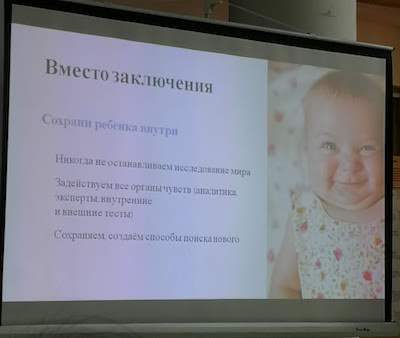 Вместо заключения
Сохрани ребенка внутри
Никогда не останавливаем исследование мира
Задействуем все органы чувств (аналитика,
эксперты, внутренние
и внешние тесты)
Сохраняем, создаём способы поиска нового